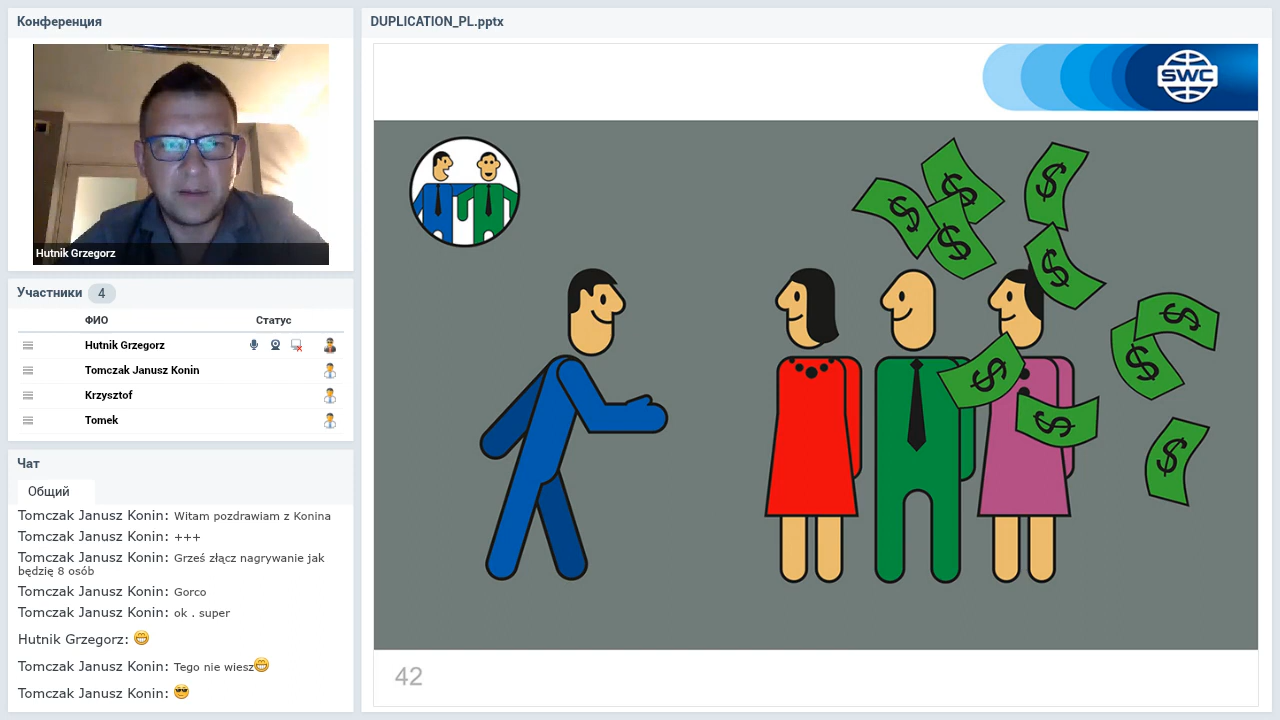 Конференция
Hutnik Grzegorz
Участники 4
ФИО Статус
Hutnik Grzegorz
Tomczak Janusz Konin
Krzysztof
Tomek
Чат
Общий
Tomczak Janusz Konin: Witam pozdrawiam z Konina
Tomczak Janusz Konin: +++
Tomczak Janusz Konin: Grześ złącz nagrywanie jak
będzię 8 osób
Tomczak Janusz Konin: Gorco
Tomczak Janusz Konin: ok . super
Hutnik Grzegorz: 😁
Tomczak Janusz Konin: Tego nie wiesz😁
Tomczak Janusz Konin: 😎
DUPLICATION_PL.pptx
SWC
$
$
$
$
$
$
$
$
$
$
42